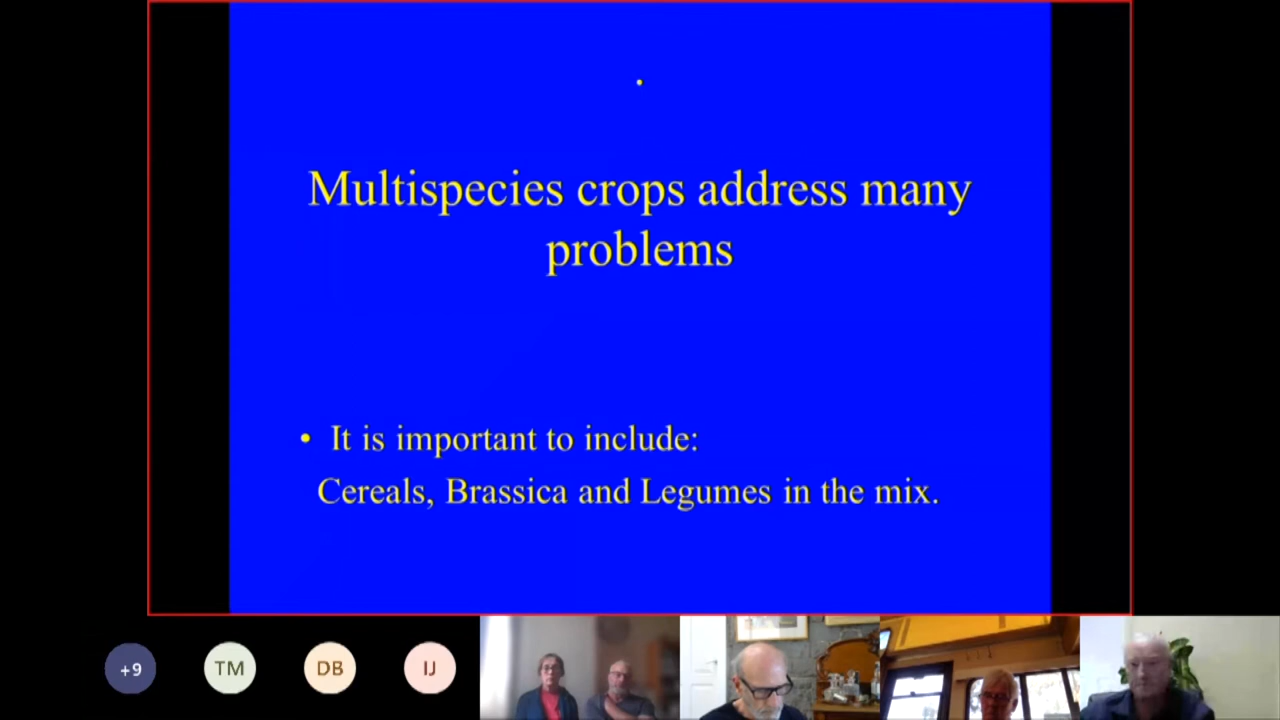 .
Multispecies crops address many
problems
• It is important to include:
Cereals, Brassica and Legumes in the mix.
+9 TM DB IJ